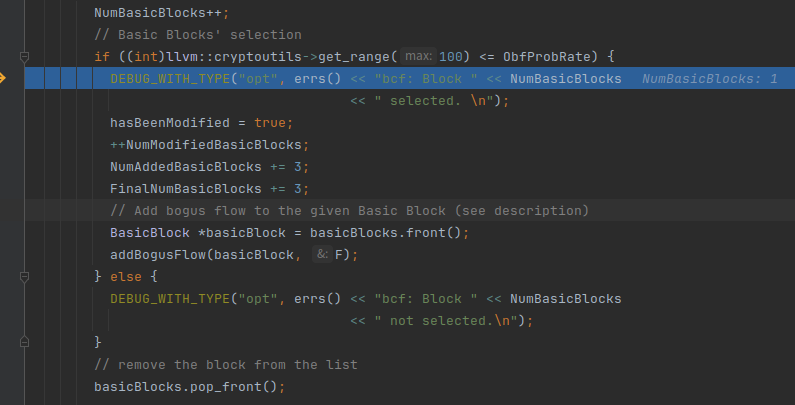 NumBasicBlocks++;
// Basic Blocks' selection
if ((int)llvm::cryptoutils->get_range( max: 100) <= ObfProbRate) {
DEBUG_WITH_TYPE("opt", errs() << "bcf: Block " << NumBasicBlocks NumBasicBlocks: 1
<< " selected. \n");
hasBeenModified = true;
++NumModifiedBasicBlocks;
NumAddedBasicBlocks += 3;
FinalNumBasicBlocks += 3;
// Add bogus flow to the given Basic Block (see description)
BasicBlock *basicBlock = basicBlocks.front();
addBogusFlow(basicBlock, &: F);
} else {
DEBUG_WITH_TYPE("opt", errs() << "bcf: Block " << NumBasicBlocks
<< " not selected.\n");
}
// remove the block from the list
basicBlocks.pop_front();